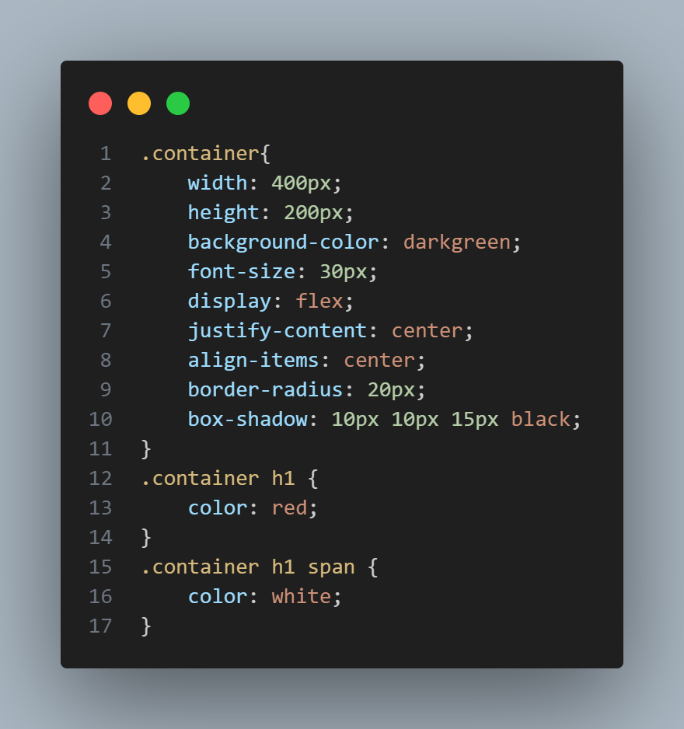 1 .container{
2     width: 400px;
3     height: 200px;
4     background-color: darkgreen;
5     font-size: 30px;
6     display: flex;
7     justify-content: center;
8     align-items: center;
9     border-radius: 20px;
10     box-shadow: 10px 10px 15px black;
11 }
12 .container h1 {
13     color: red;
14 }
15 .container h1 span {
16     color: white;
17 }